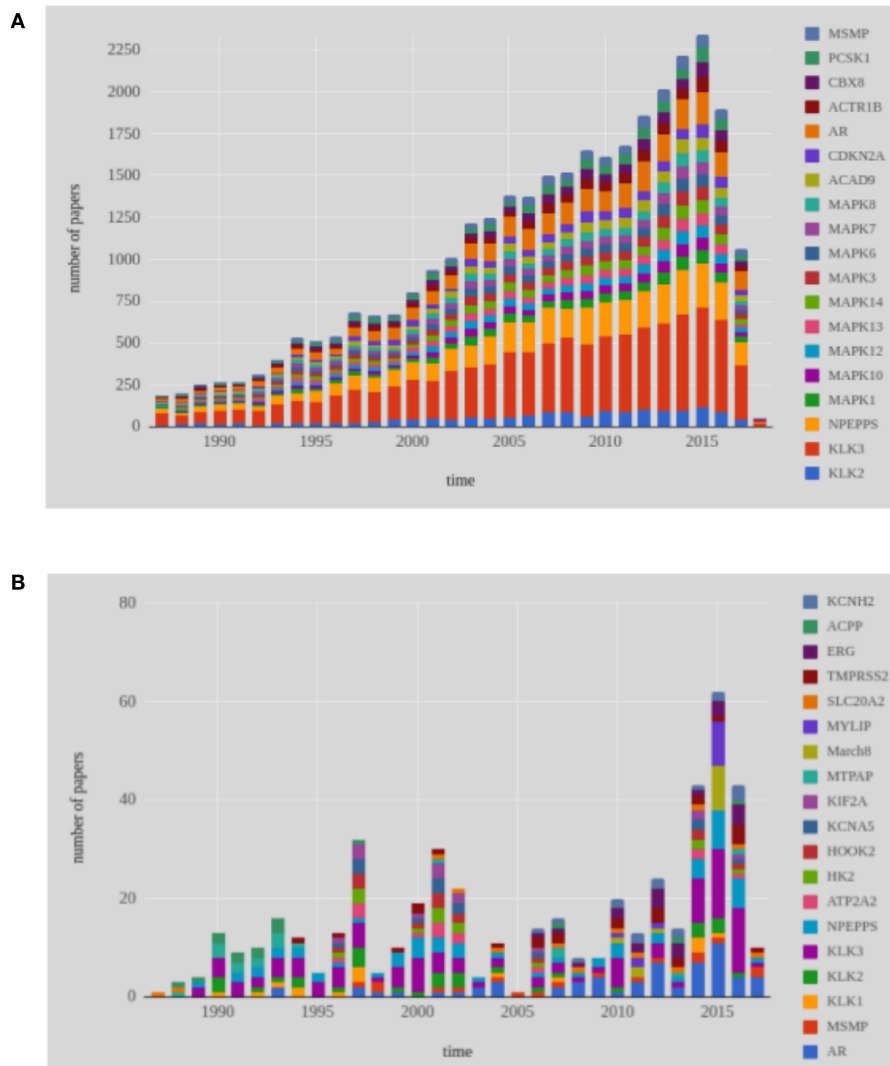 A
2250
2000
1750
1500
1250
1000
750
500
250
0
number of papers
1990
1995
2000
2005
2010
2015
time
MSMP
PCSK1
CBX8
ACTR1B
AR
CDKN2A
ACAD9
MAPK8
MAPK7
MAPK6
MAPK3
MAPK14
MAPK13
MAPK12
MAPK10
MAPK1
NPEPPS
KLK3
KLK2
B
80
60
40
20
0
number of papers
1990
1995
2000
2005
2010
2015
time
KCNH2
ACPP
ERG
TMPRSS2
SLC20A2
MYLIP
March8
MTPAP
KIF2A
KCNA5
HOOK2
HK2
ATP2A2
NPEPPS
KLK3
KLK2
KLK1
MSMP
AR